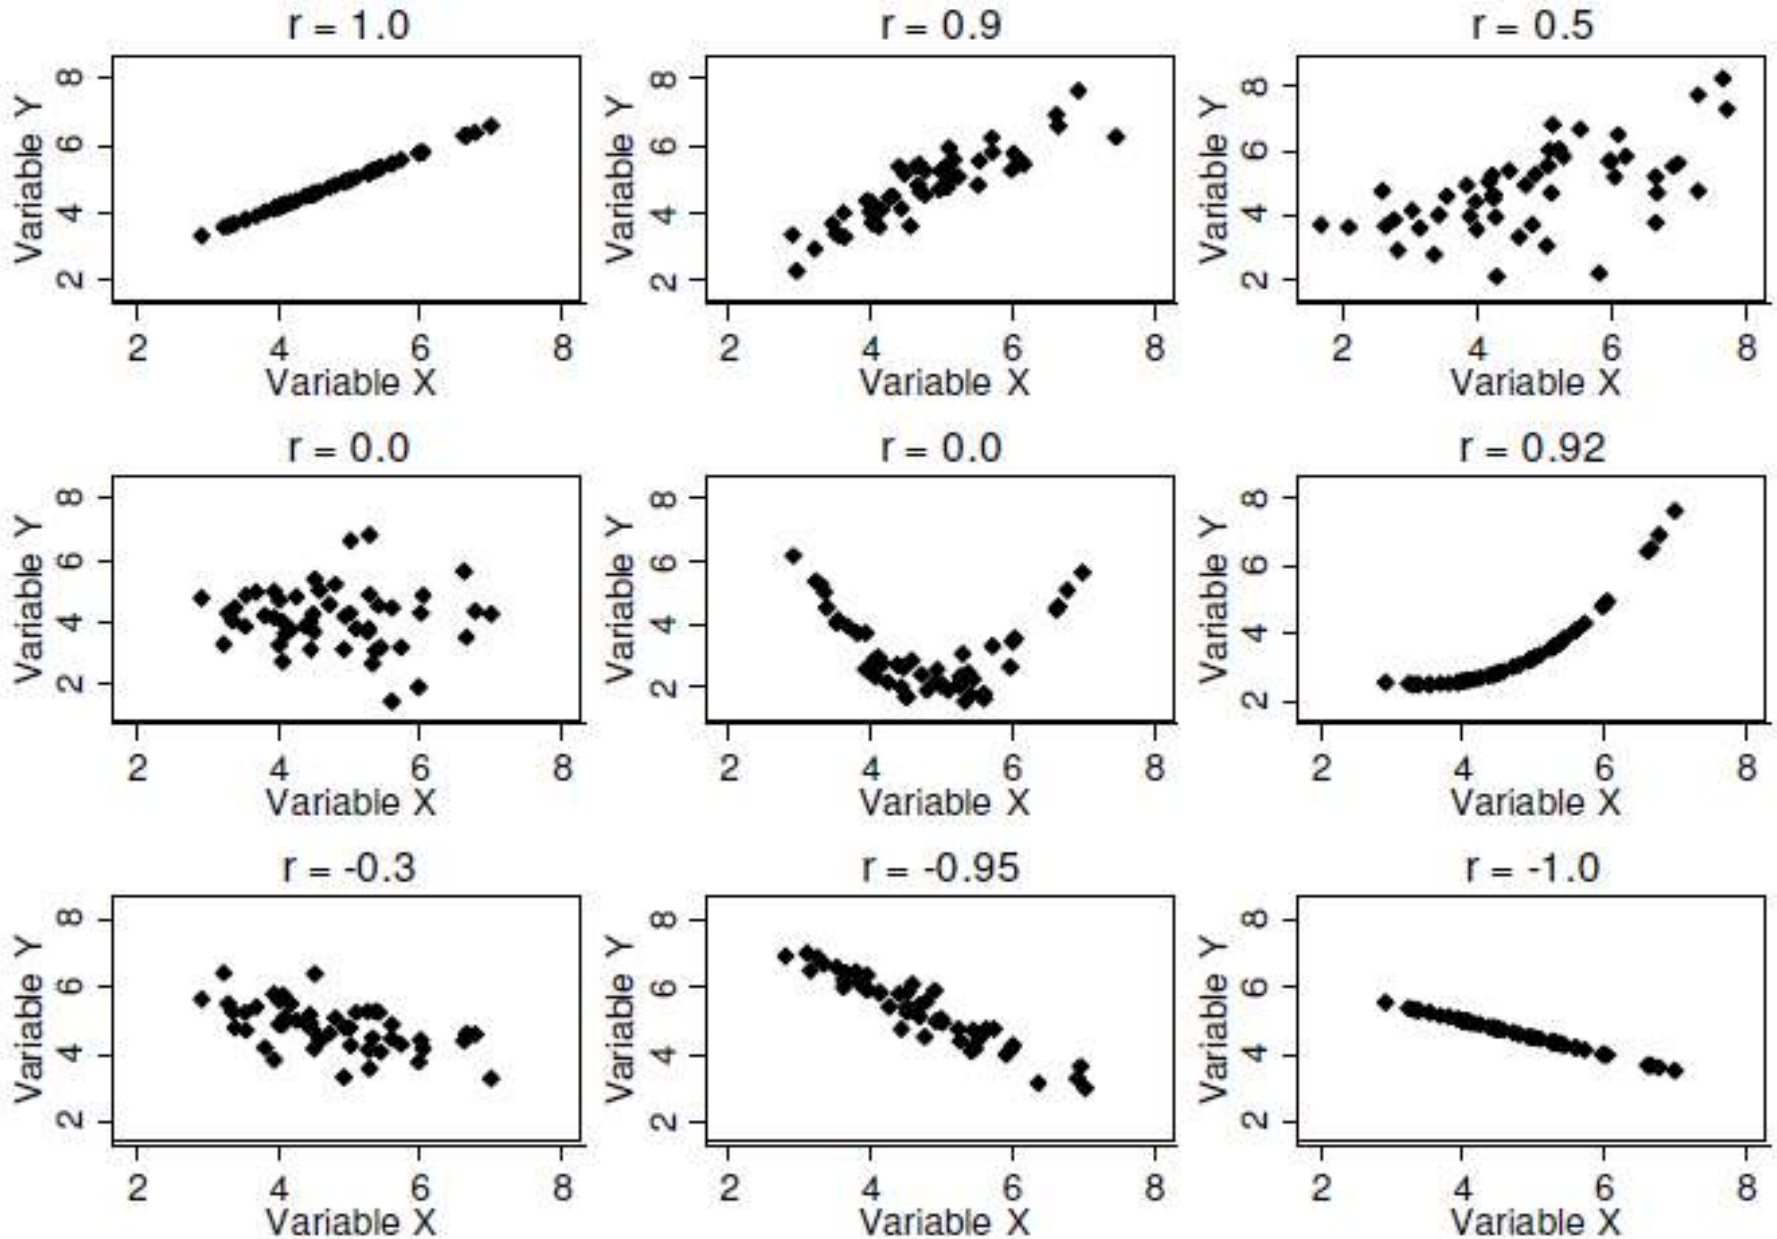 r = 1.0
Variable Y
8
6
4
2
2 4 6 8
Variable X
r = 0.9
Variable Y
8
6
4
2
2 4 6 8
Variable X
r = 0.5
Variable Y
8
6
4
2
2 4 6 8
Variable X
r = 0.0
Variable Y
8
6
4
2
2 4 6 8
Variable X
r = 0.0
Variable Y
8
6
4
2
2 4 6 8
Variable X
r = 0.92
Variable Y
8
6
4
2
2 4 6 8
Variable X
r = -0.3
Variable Y
8
6
4
2
2 4 6 8
Variable X
r = -0.95
Variable Y
8
6
4
2
2 4 6 8
Variable X
r = -1.0
Variable Y
8
6
4
2
2 4 6 8
Variable X